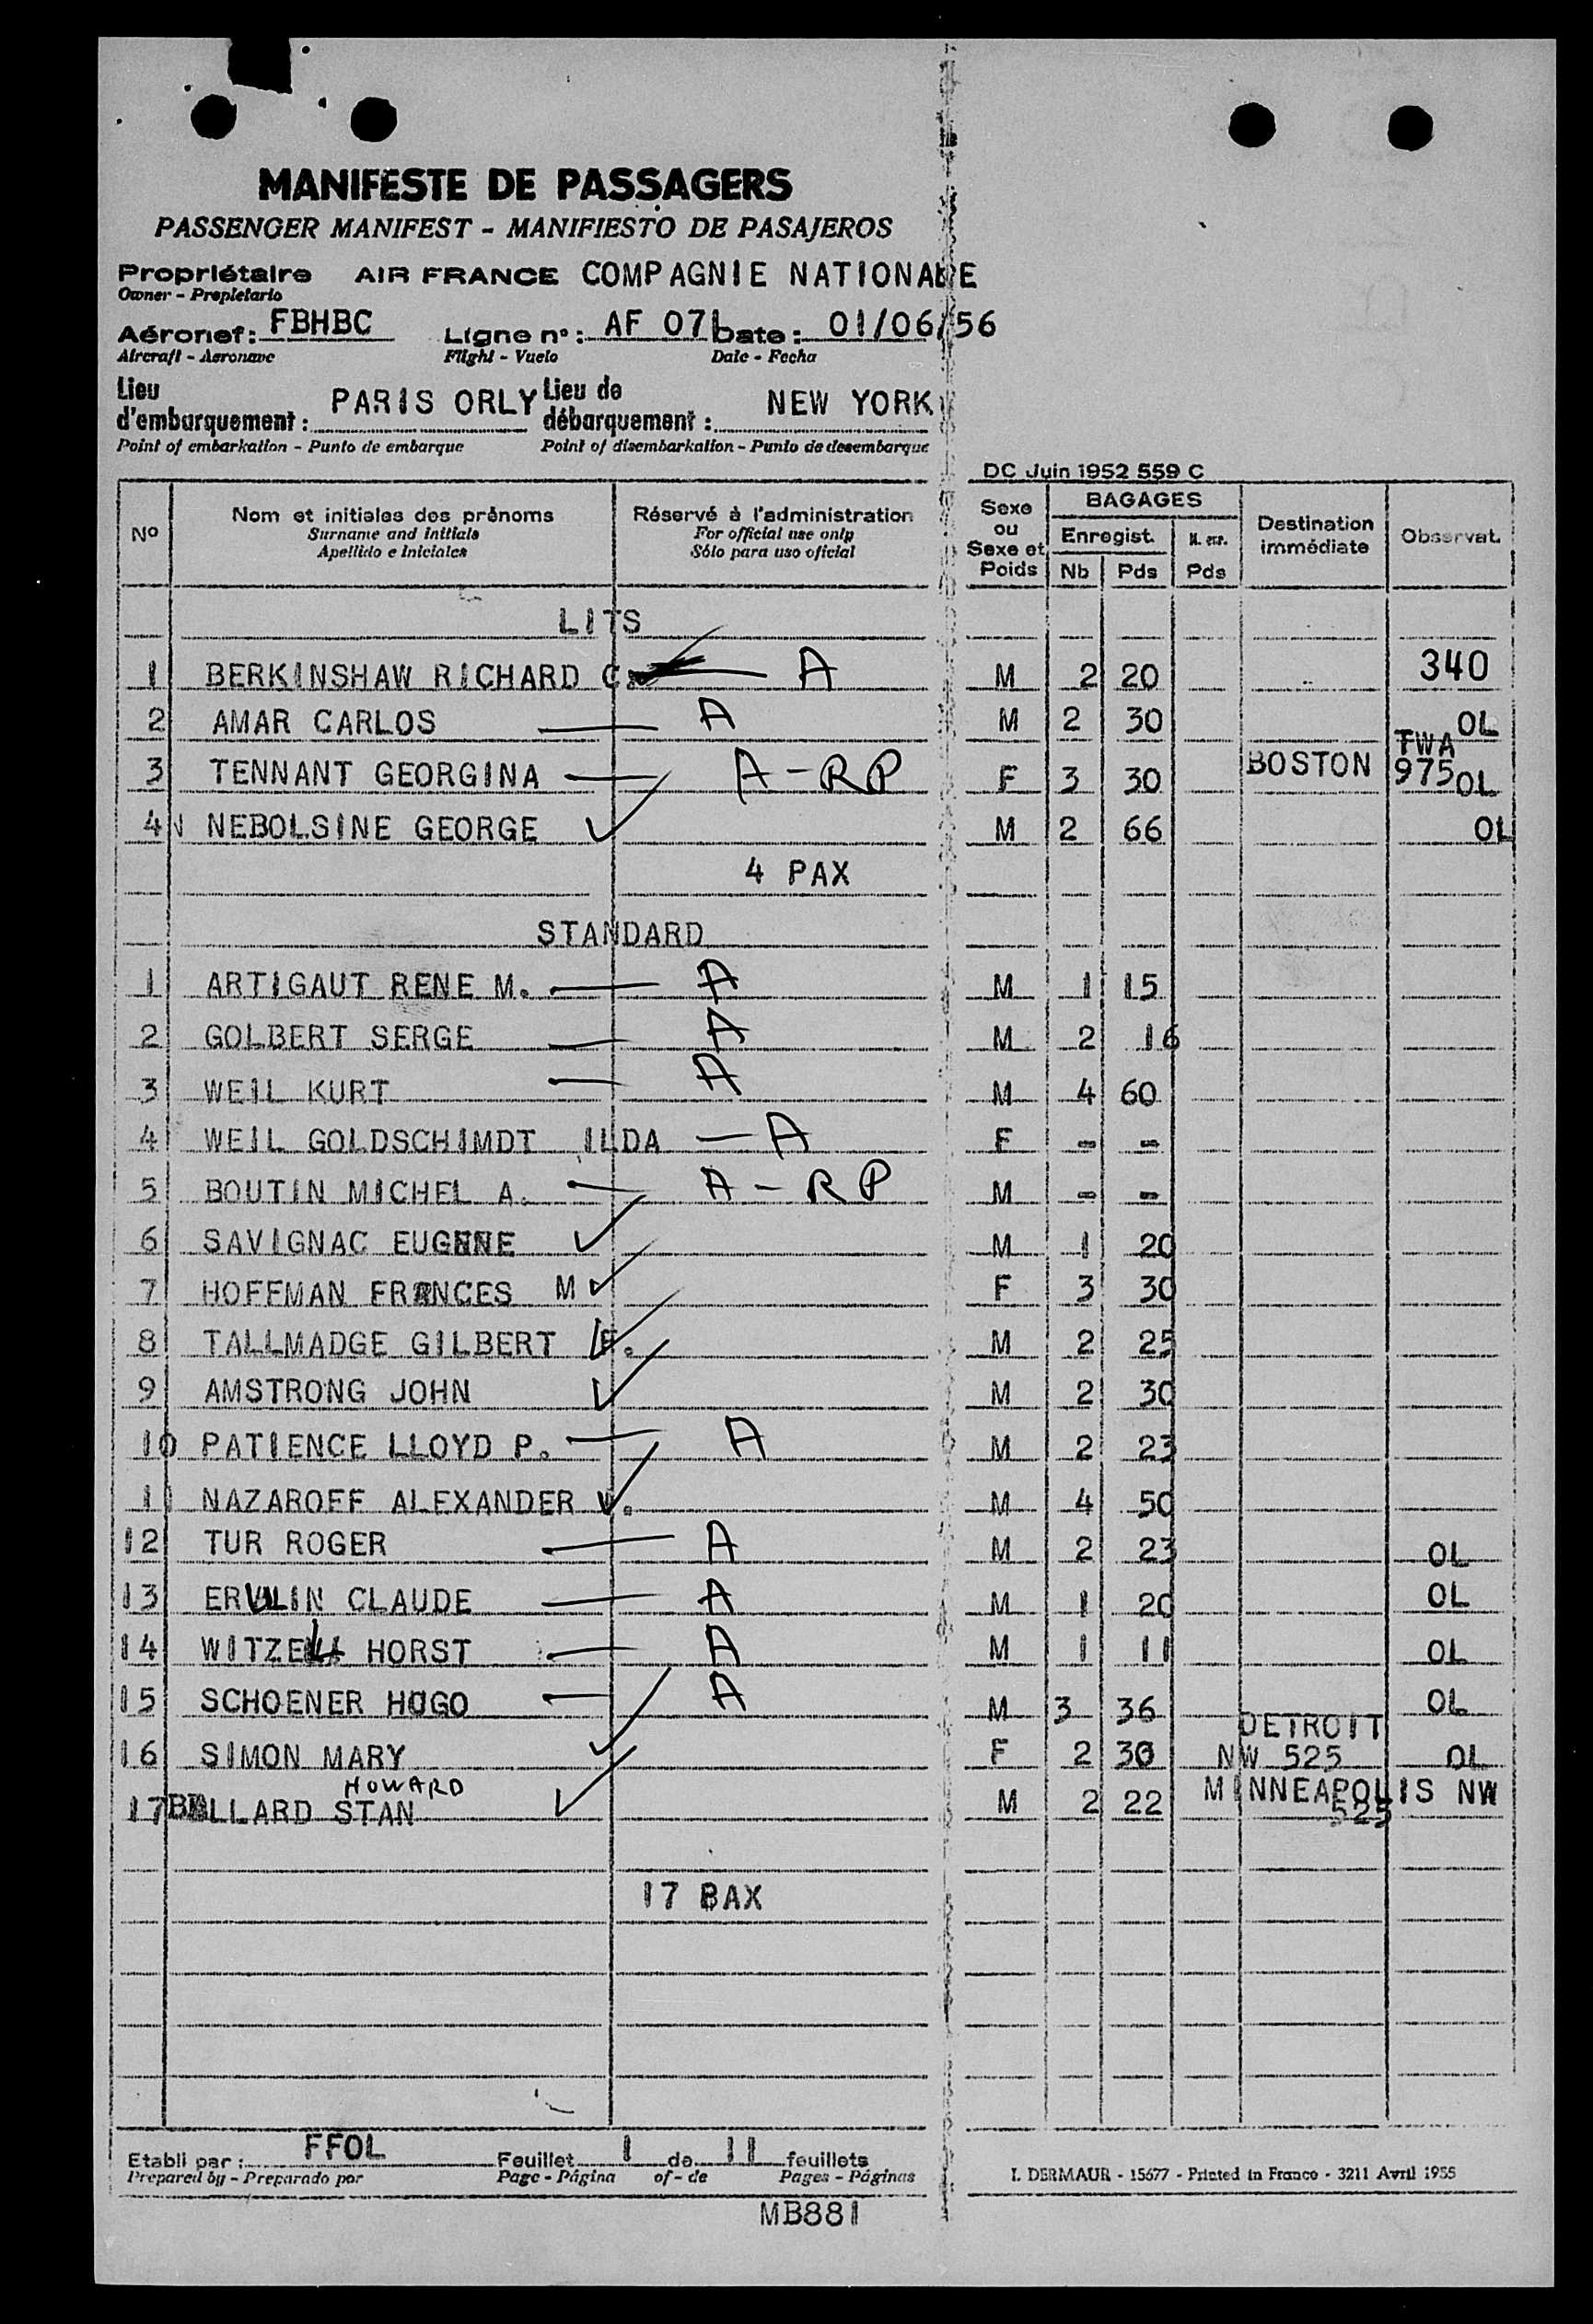 MANIFESTE DE PASSAGERS
PASSENGER MANIFEST - MANIFIESTO DE PASAJEROS
Propriétaire AIR FRANCE COMPAGNIE NATIONALE
Owner - Propietario
Aéronef: FBHBC Ligne n°: AF 071 Date: 01/06/56
Aircraft - Aeronave Flight - Vuelo Date - Fecha
Lieu d'embarquement: PARIS ORLY Lieu de débarquement: NEW YORK
Point of embarkation - Punto de embarque Point of disembarkation - Punto de desembarque
DC Juin 1952 559 C
No Nom et initiales des prénoms Réservé à l'administration Sexe ou Sexe et Poids BAGAGES Destination immédiate Observat.
Surname and initials For official use only Enregist. N. enr.
Apellido e iniciales Sólo para uso oficial Nb Pds Pds
LITS
1 BERKINSHAW RICHARD C. A M 2 20 340
2 AMAR CARLOS A M 2 30 OL
3 TENNANT GEORGINA A-RP F 3 30 BOSTON TWA 975 OL
4 N NEBOLSINE GEORGE M 2 66 OL
4 PAX
STANDARD
1 ARTIGAUT RENE M. A M 1 15
2 GOLBERT SERGE A M 2 16
3 WEIL KURT A M 4 60
4 WEIL GOLDSCHIMDT ILDA A F - -
5 BOUTIN MICHEL A. A-RP M - -
6 SAVIGNAC EUGENE M 1 20
7 HOFFMAN FRANCES M F 3 30
8 TALLMADGE GILBERT E. M 2 25
9 AMSTRONG JOHN M 2 30
10 PATIENCE LLOYD P. A M 2 23
11 NAZAROFF ALEXANDER M 4 50
12 TUR ROGER A M 2 23 OL
13 CLAUDE A M 1 20 OL
14 WITZELL HORST A M 1 11 OL
15 SCHOENER HUGO A M 3 36 OL
16 SIMON MARY F 2 30 DETROIT NW 525 OL
HOWARD
17 BALLARD STAN M 2 22 MINNEAPOLIS NW 525
17 BAX
Etabli par: FFOL Feuillet 1 de 11 feuillets
Prepared by - Preparado por Page - Página of - de Pages - Páginas
I. DERMAUR - 15677 - Printed in France - 3211 Avril 1955
MB881